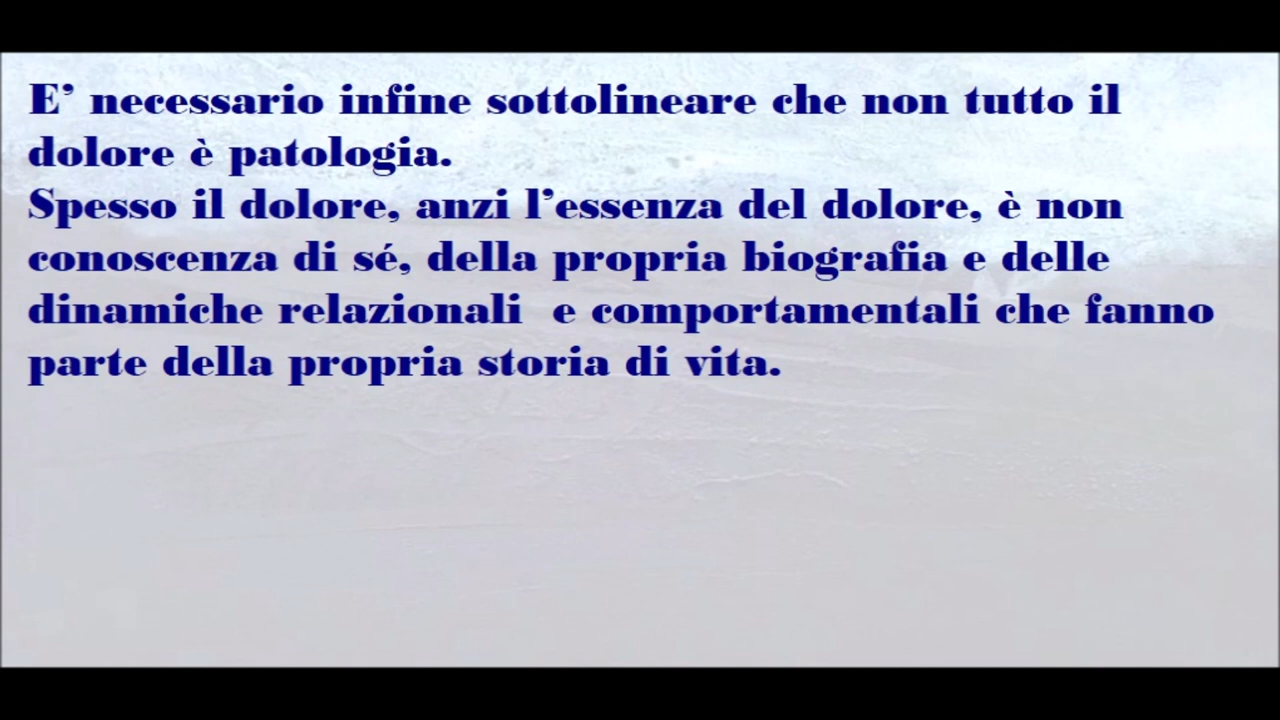 E’ necessario infine sottolineare che non tutto il
dolore è patologia.
Spesso il dolore, anzi l’essenza del dolore, è non
conoscenza di sé, della propria biografia e delle
dinamiche relazionali  e comportamentali che fanno
parte della propria storia di vita.